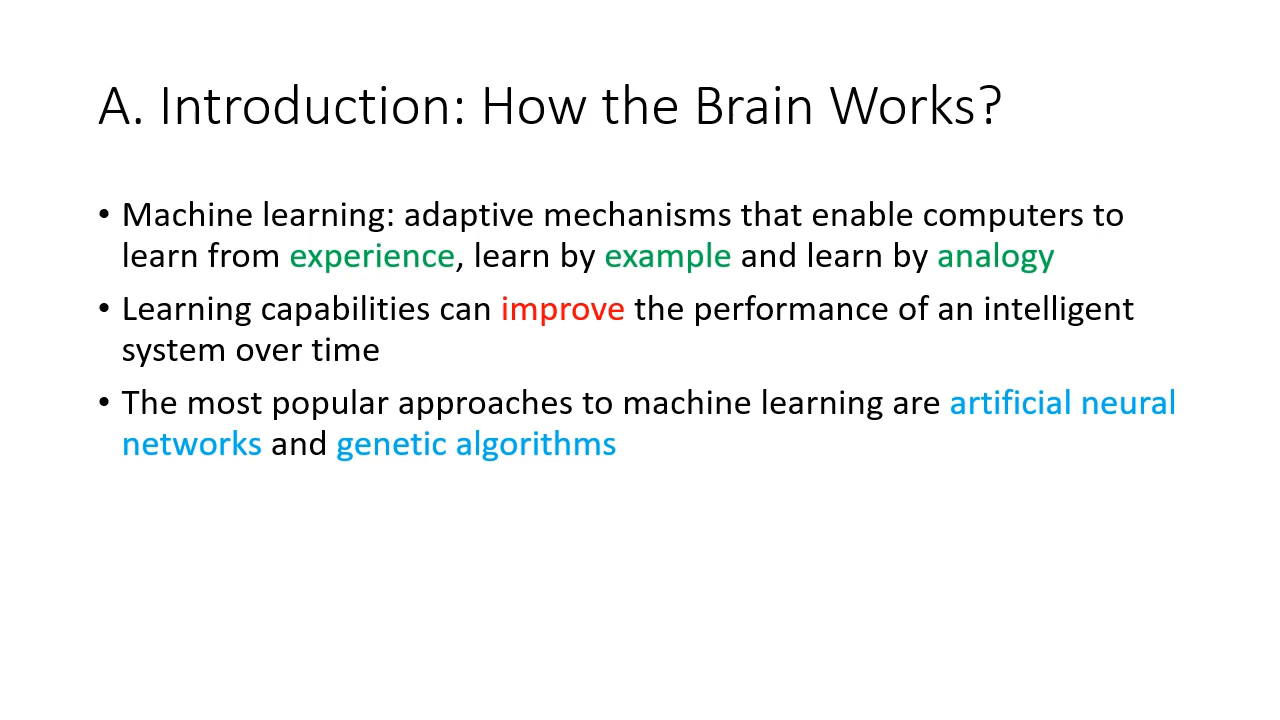 A. Introduction: How the Brain Works?
• Machine learning: adaptive mechanisms that enable computers to
learn from experience, learn by example and learn by analogy
• Learning capabilities can improve the performance of an intelligent
system over time
• The most popular approaches to machine learning are artificial neural
networks and genetic algorithms